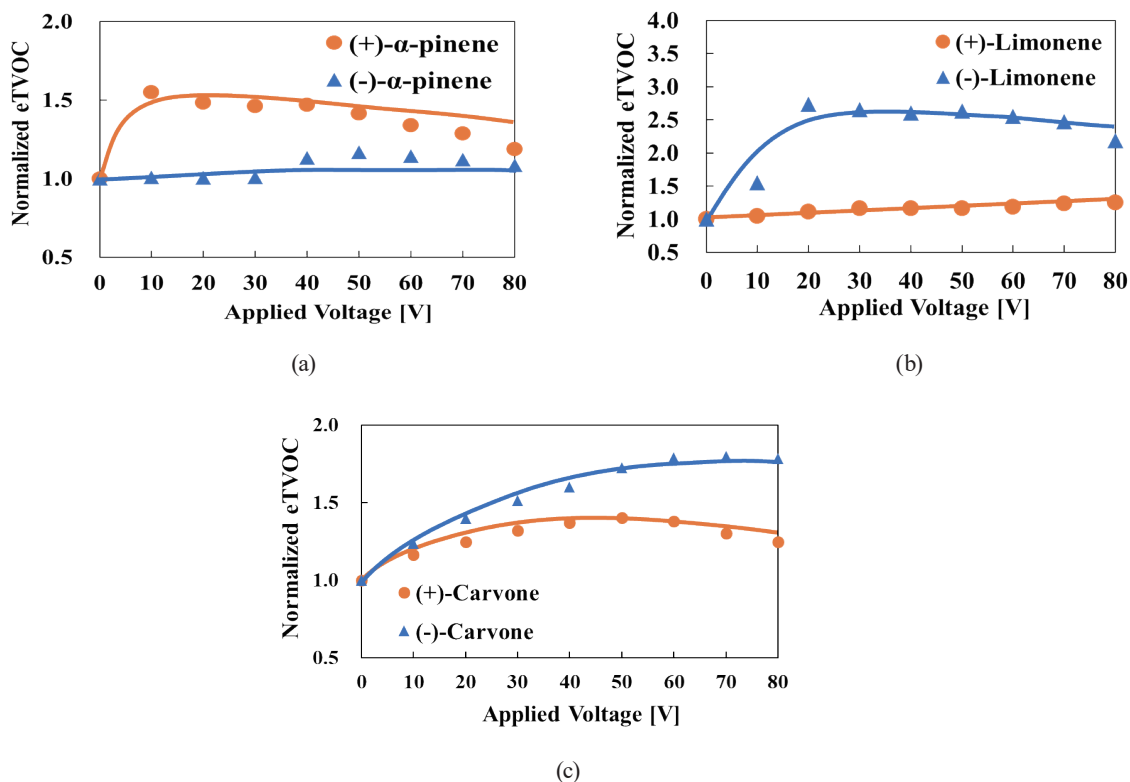 2.0
1.5
1.0
0.5
Normalized eTVOC
(+)-α-pinene
(-)-α-pinene
0 10 20 30 40 50 60 70 80
Applied Voltage [V]
(a)
4.0
3.5
3.0
2.5
2.0
1.5
1.0
0.5
Normalized eTVOC
(+)-Limonene
(-)-Limonene
0 10 20 30 40 50 60 70 80
Applied Voltage [V]
(b)
2.0
1.5
1.0
0.5
Normalized eTVOC
(+)-Carvone
(-)-Carvone
0 10 20 30 40 50 60 70 80
Applied Voltage [V]
(c)